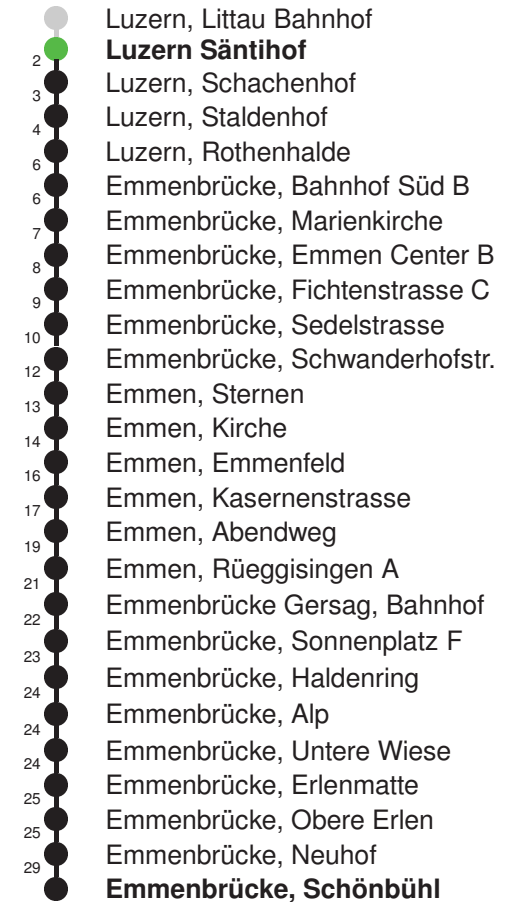 Luzern, Littau Bahnhof
Luzern Säntihof
2
Luzern, Schachenhof
3
Luzern, Staldenhof
4
Luzern, Rothenhalde
6
Emmenbrücke, Bahnhof Süd B
6
Emmenbrücke, Marienkirche
7
Emmenbrücke, Emmen Center B
8
Emmenbrücke, Fichtenstrasse C
9
Emmenbrücke, Sedelstrasse
10
Emmenbrücke, Schwanderhofstr.
12
Emmen, Sternen
13
Emmen, Kirche
14
Emmen, Emmenfeld
16
Emmen, Kasernenstrasse
17
Emmen, Abendweg
19
Emmen, Rüeggisingen A
21
Emmenbrücke Gersag, Bahnhof
22
Emmenbrücke, Sonnenplatz F
23
Emmenbrücke, Haldenring
24
Emmenbrücke, Alp
24
Emmenbrücke, Untere Wiese
24
Emmenbrücke, Erlenmatte
25
Emmenbrücke, Obere Erlen
25
Emmenbrücke, Neuhof
29
Emmenbrücke, Schönbühl